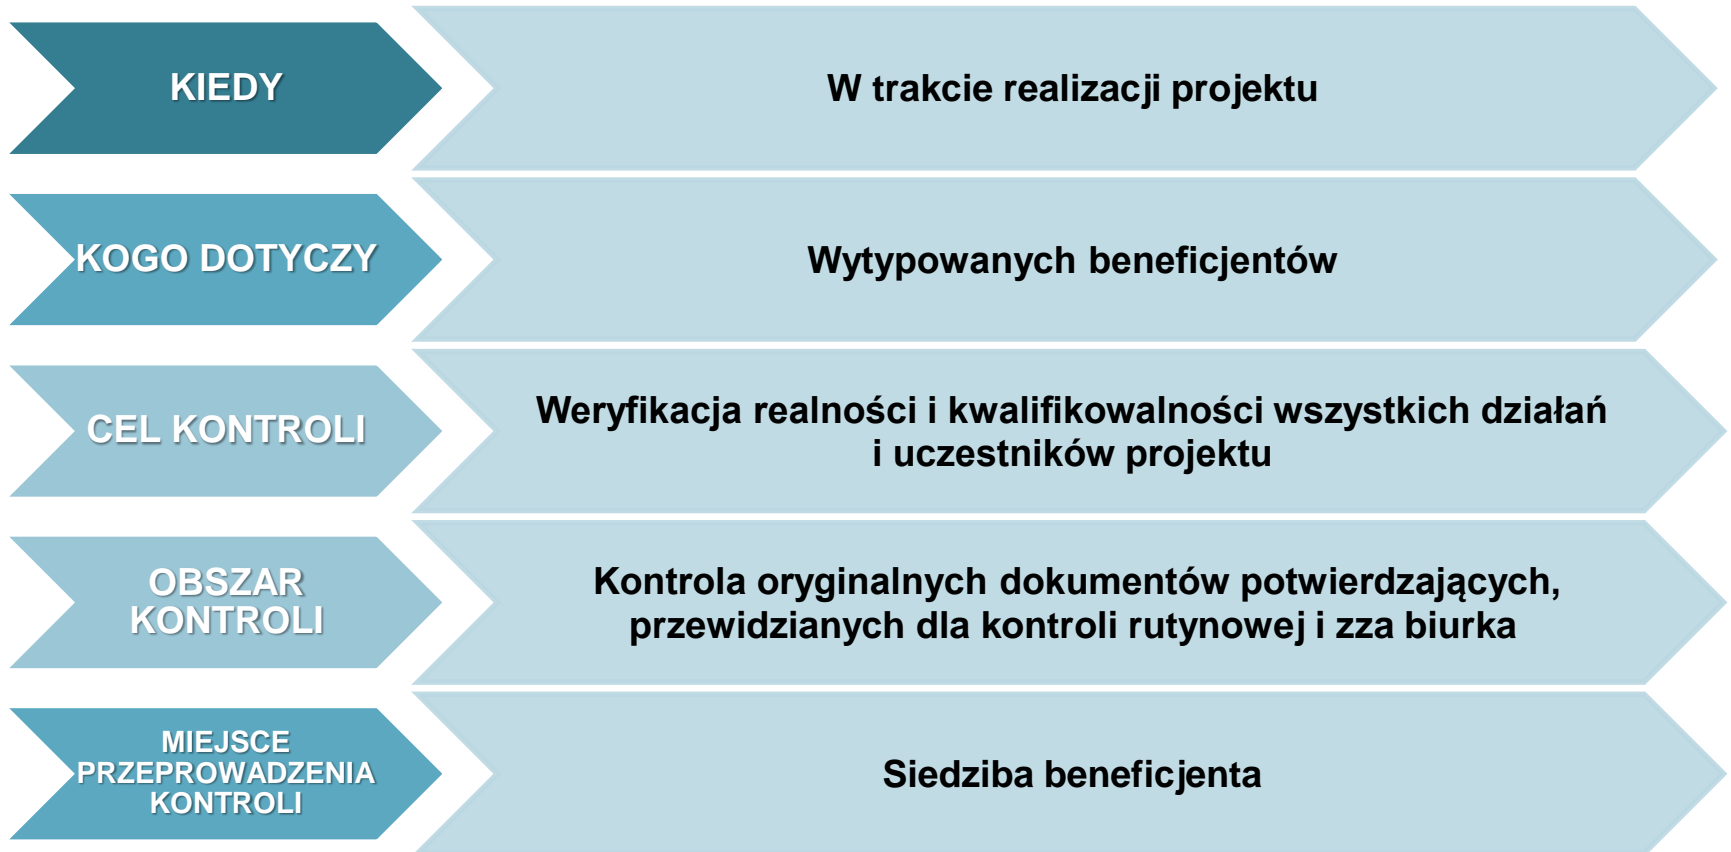 KIEDY
W trakcie realizacji projektu
KOGO DOTYCZY
Wytypowanych beneficjentów
CEL KONTROLI
Weryfikacja realności i kwalifikowalności wszystkich działań
i uczestników projektu
OBSZAR
KONTROLI
Kontrola oryginalnych dokumentów potwierdzających,
przewidzianych dla kontroli rutynowej i zza biurka
MIEJSCE
PRZEPROWADZENIA
KONTROLI
Siedziba beneficjenta